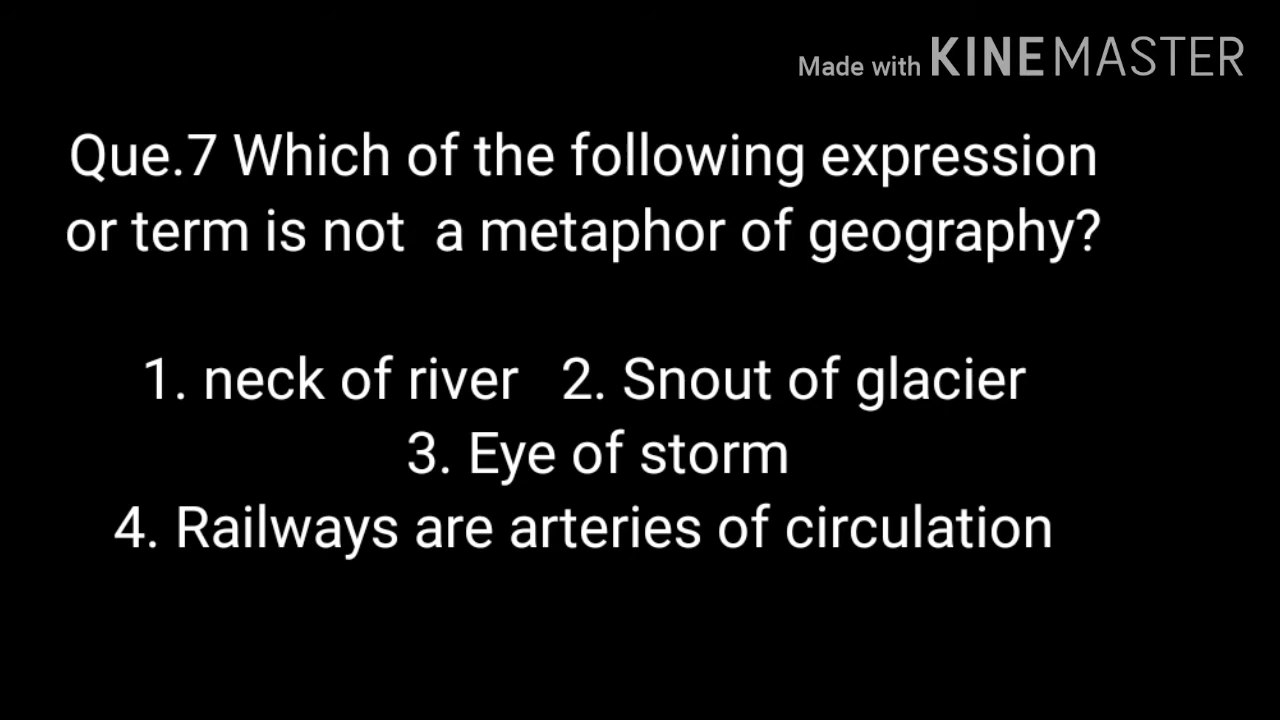 Made with KINEMASTER
Que.7 Which of the following expression
or term is not a metaphor of geography?
1. neck of river 2. Snout of glacier
3. Eye of storm
4. Railways are arteries of circulation